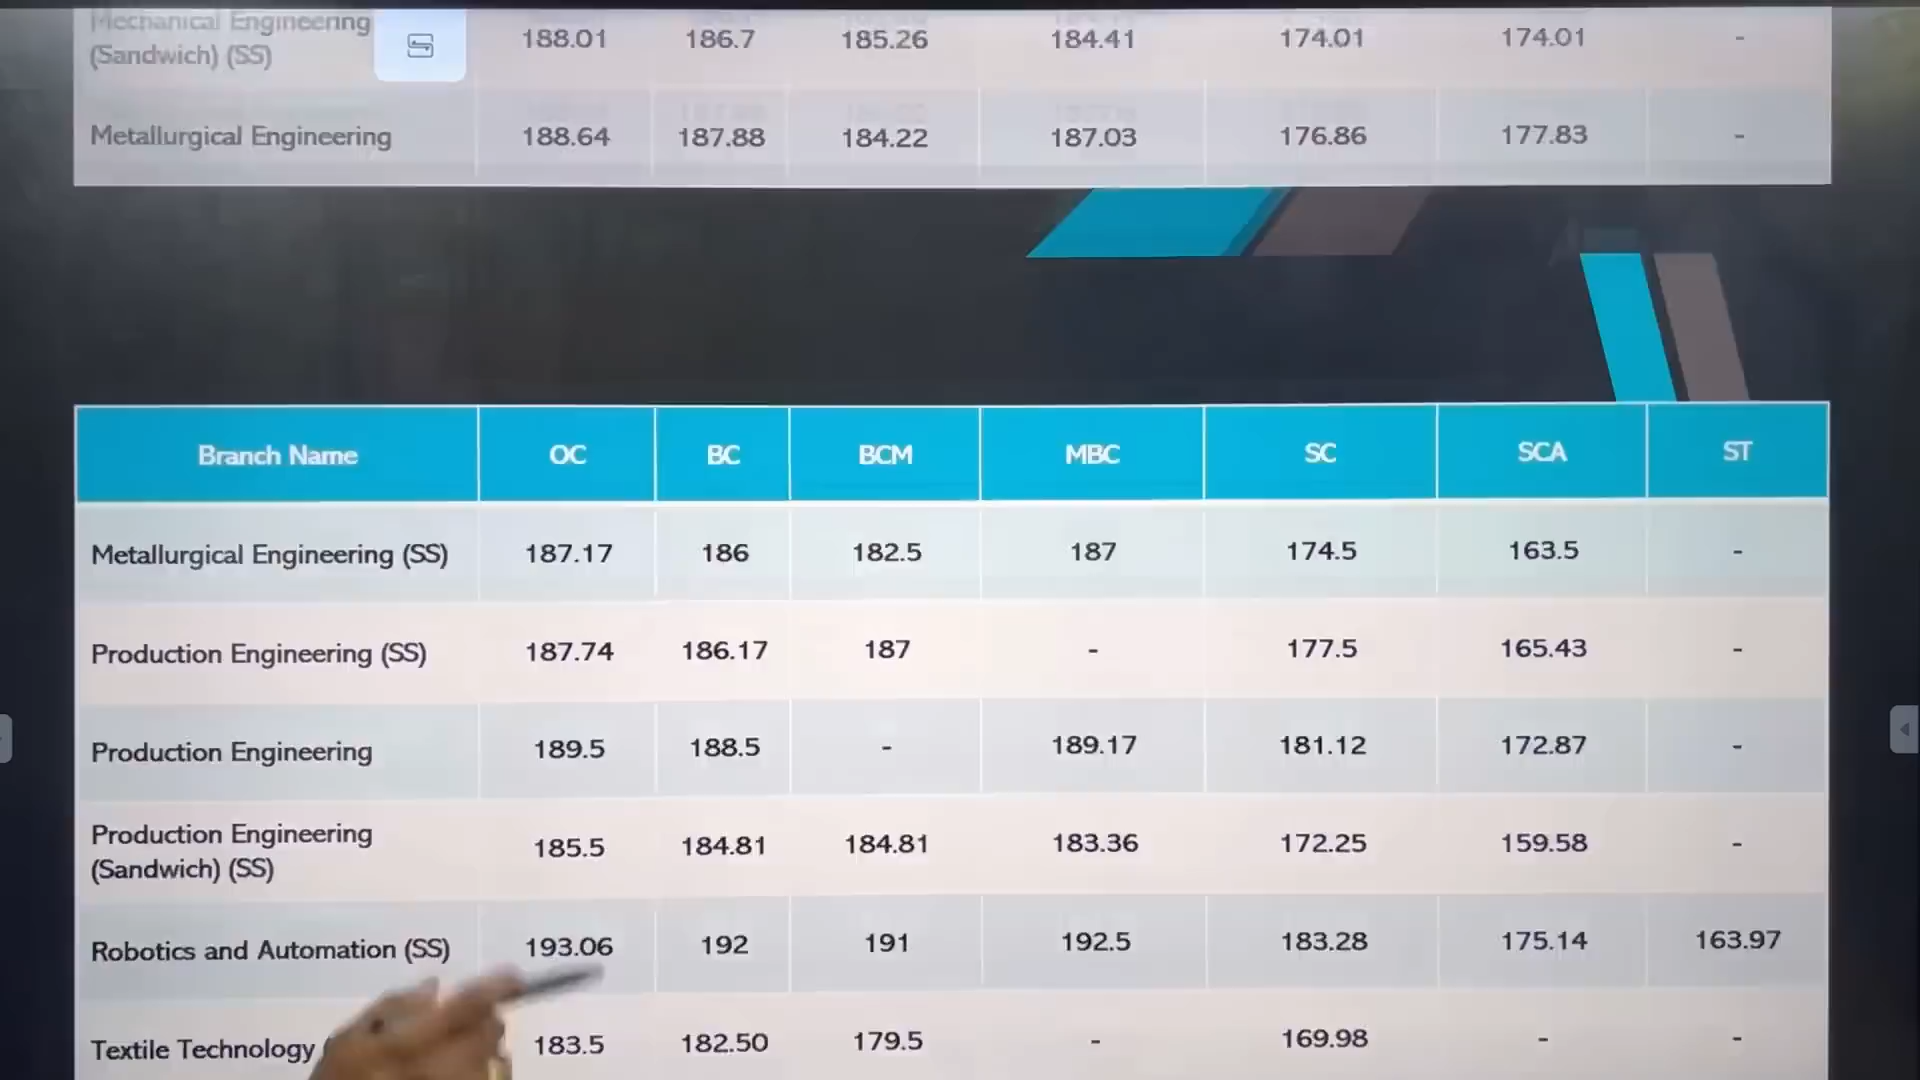 Mechanical Engineering
(Sandwich) (SS) 188.01 186.7 185.26 184.41 174.01 174.01 -
Metallurgical Engineering 188.64 187.88 184.22 187.03 176.86 177.83 -
Branch Name OC BC BCM MBC SC SCA ST
Metallurgical Engineering (SS) 187.17 186 182.5 187 174.5 163.5 -
Production Engineering (SS) 187.74 186.17 187 - 177.5 165.43 -
Production Engineering 189.5 188.5 - 189.17 181.12 172.87 -
Production Engineering
(Sandwich) (SS) 185.5 184.81 184.81 183.36 172.25 159.58 -
Robotics and Automation (SS) 193.06 192 191 192.5 183.28 175.14 163.97
Textile Technology 183.5 182.50 179.5 - 169.98 - -